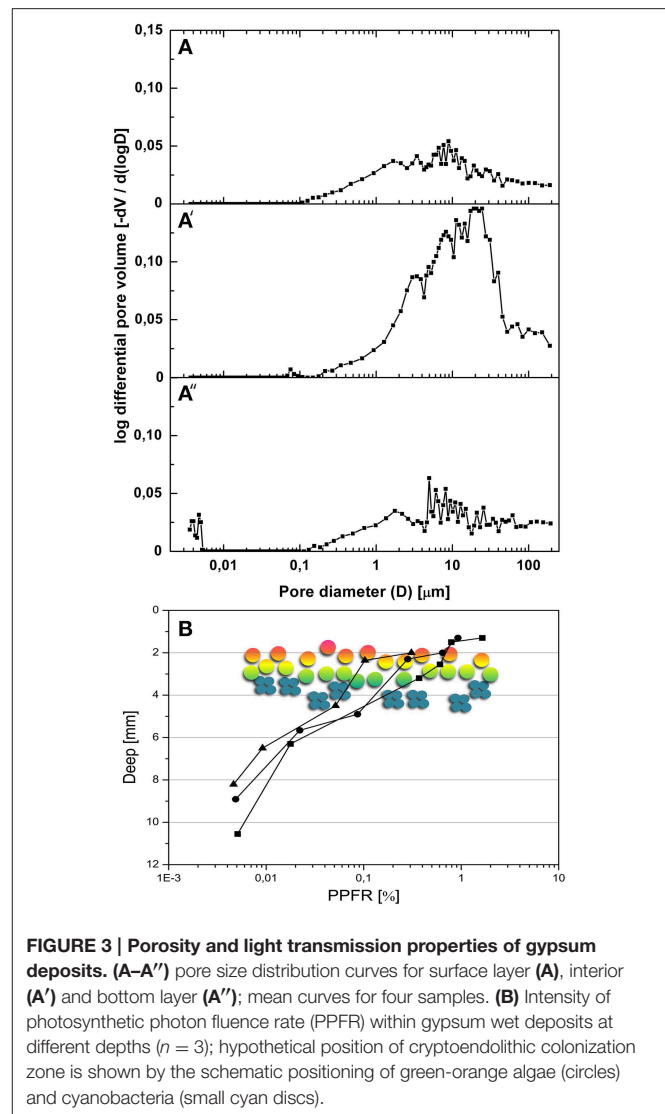 A
0,15
0,10
0,05
0
A′
0,10
0,05
0
A″
0,10
0,05
0
log differential pore volume [-dV / d(logD]
0,01 0,1 1 10 100
Pore diameter (D) [μm]
B
0
2
4
6
8
10
12
Deep [mm]
1E-3 0,01 0,1 1 10
PPFR [%]
FIGURE 3 | Porosity and light transmission properties of gypsum
deposits. (A–A″) pore size distribution curves for surface layer (A), interior
(A′) and bottom layer (A″); mean curves for four samples. (B) Intensity of
photosynthetic photon fluence rate (PPFR) within gypsum wet deposits at
different depths (n = 3); hypothetical position of cryptoendolithic colonization
zone is shown by the schematic positioning of green-orange algae (circles)
and cyanobacteria (small cyan discs).